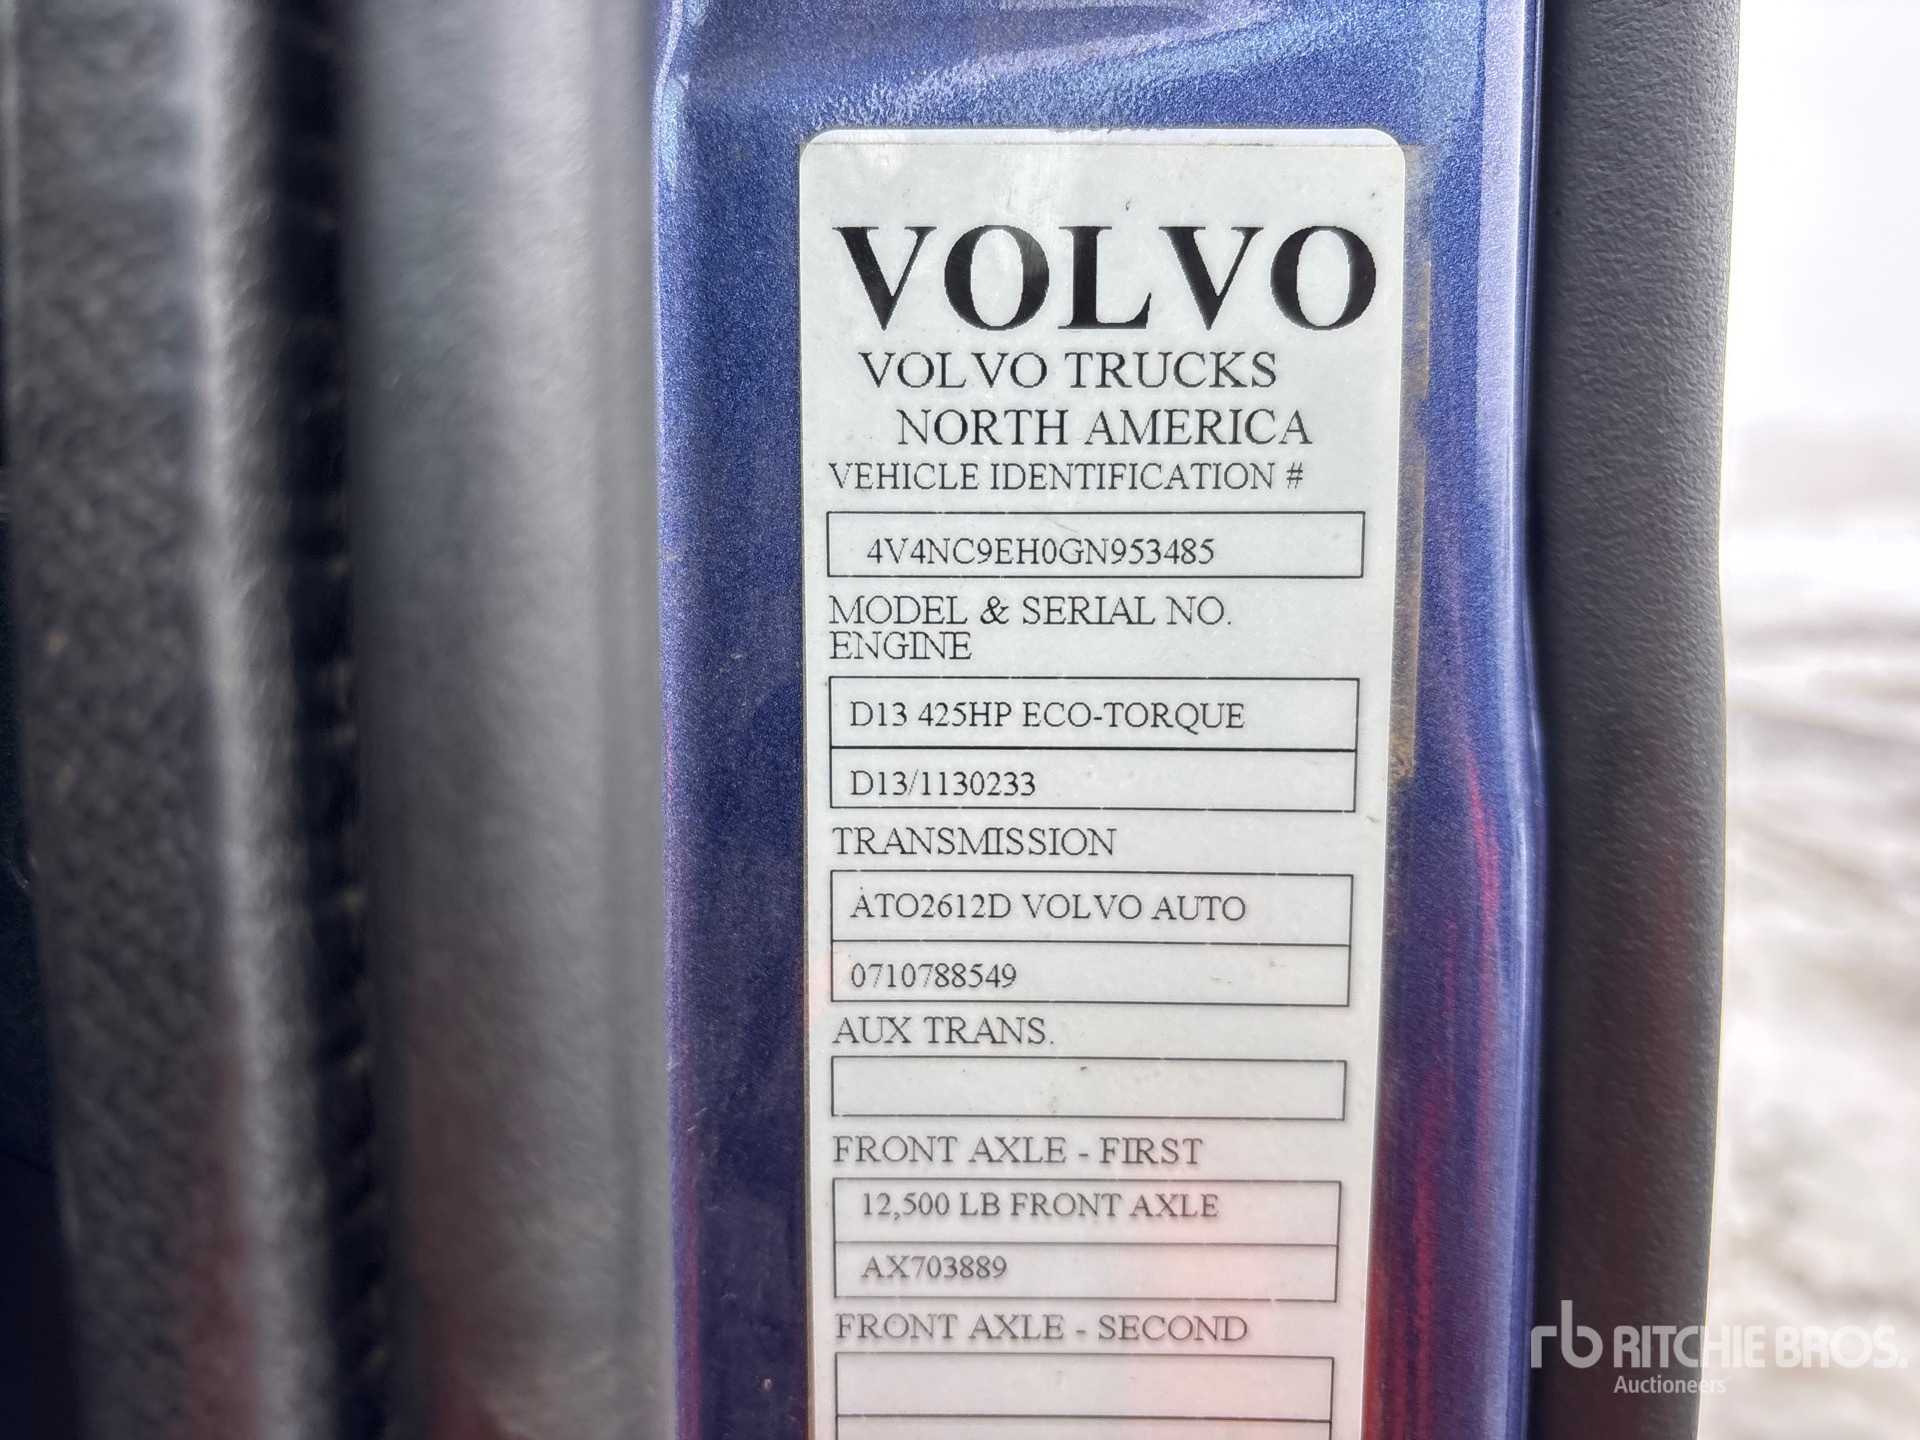 VOLVO
VOLVO TRUCKS
NORTH AMERICA
VEHICLE IDENTIFICATION #
4V4NC9EH0GN953485
MODEL & SERIAL NO.
ENGINE
D13 425HP ECO-TORQUE
D13/1130233
TRANSMISSION
ATO2612D VOLVO AUTO
0710788549
AUX TRANS.
FRONT AXLE - FIRST
12,500 LB FRONT AXLE
AX703889
FRONT AXLE - SECOND
rb RITCHIE BROS.
Auctioneers